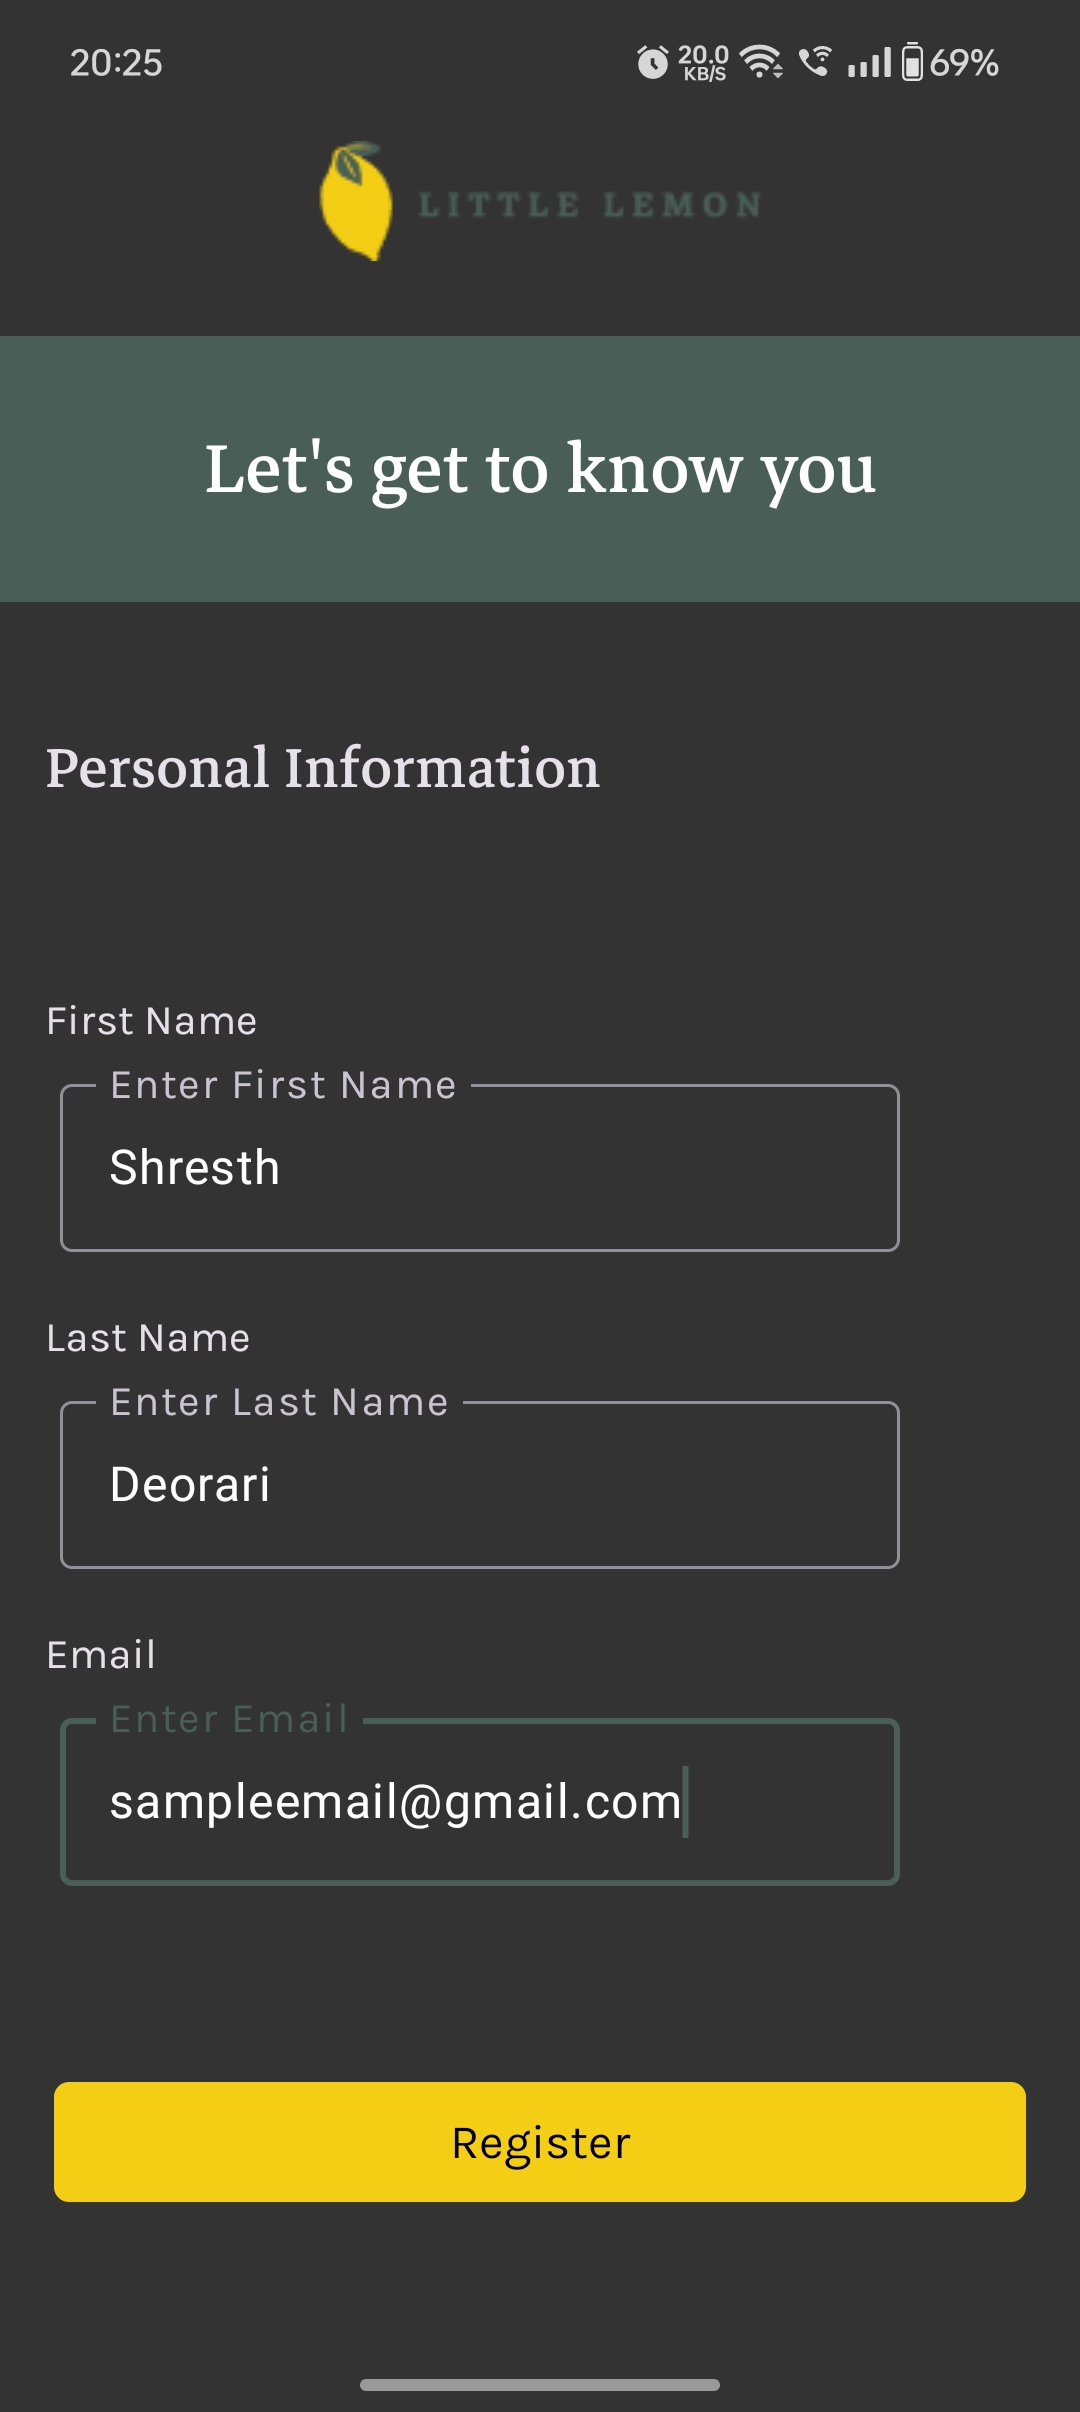 20:25 20.0 KB/S 69%
LITTLE LEMON
Let's get to know you
Personal Information
First Name
Enter First Name
Shresth
Last Name
Enter Last Name
Deorari
Email
Enter Email
sampleemail@gmail.com
Register